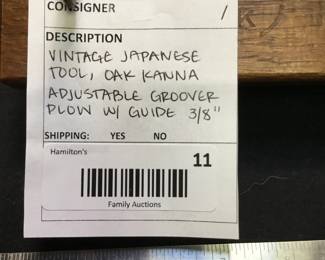 CONSIGNER /
DESCRIPTION
VINTAGE JAPANESE
TOOL, OAK KANNA
ADJUSTABLE GROOVER
PLOW W/ GUIDE 3/8"
SHIPPING: YES NO
Hamilton's
11
Family Auctions